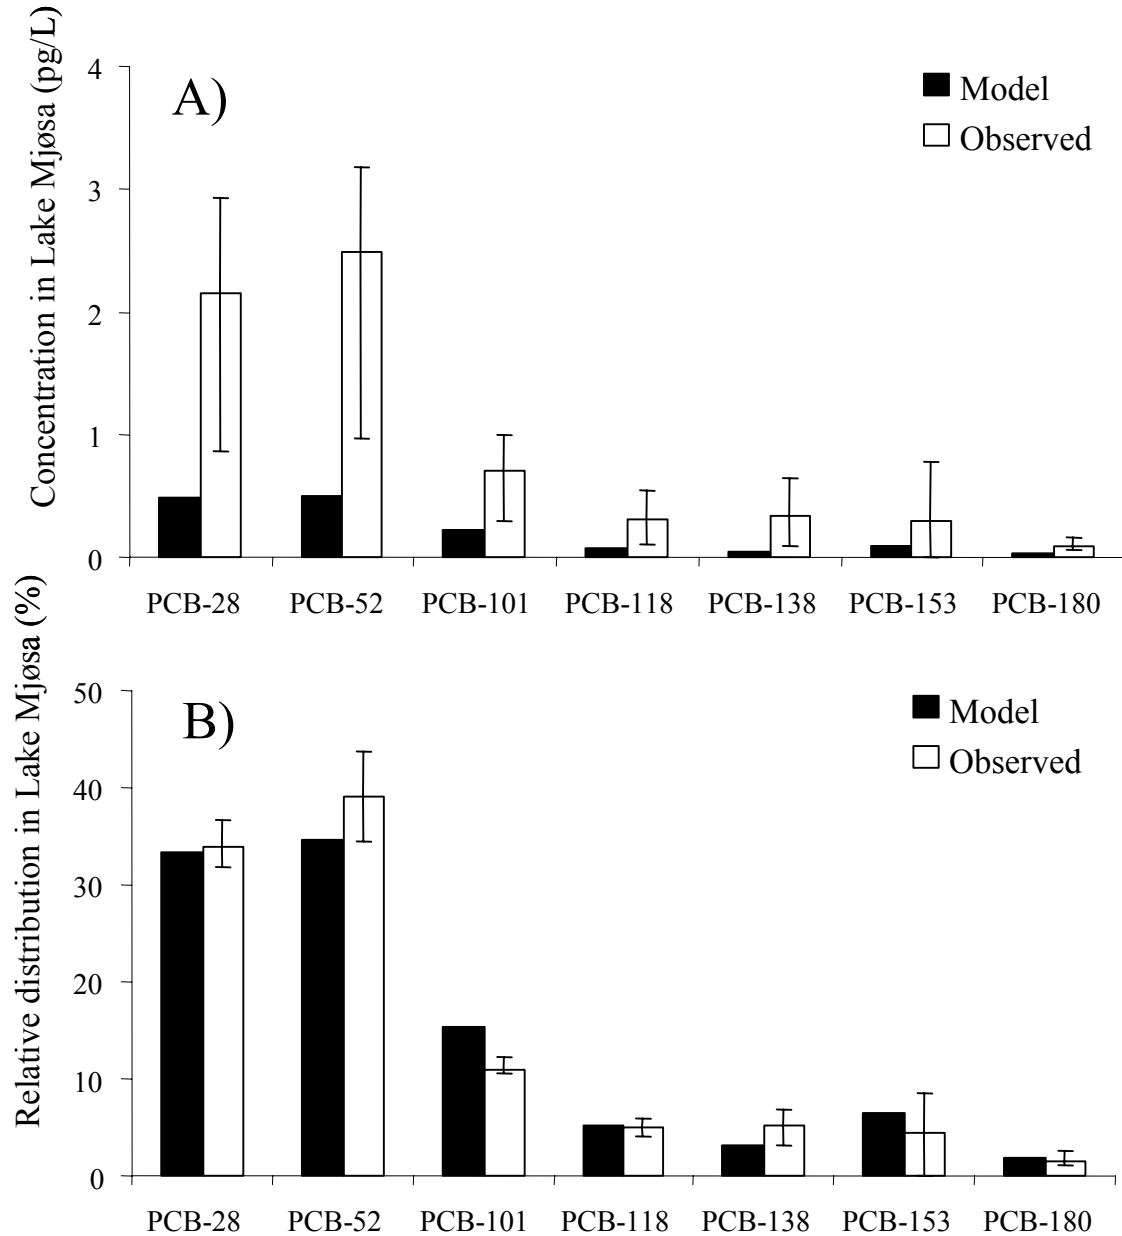 Concentration in Lake Mjøsa (pg/L)
A)
Model
Observed
4
3
2
1
0
PCB-28 PCB-52 PCB-101 PCB-118 PCB-138 PCB-153 PCB-180
Relative distribution in Lake Mjøsa (%)
B)
Model
Observed
50
40
30
20
10
0
PCB-28 PCB-52 PCB-101 PCB-118 PCB-138 PCB-153 PCB-180